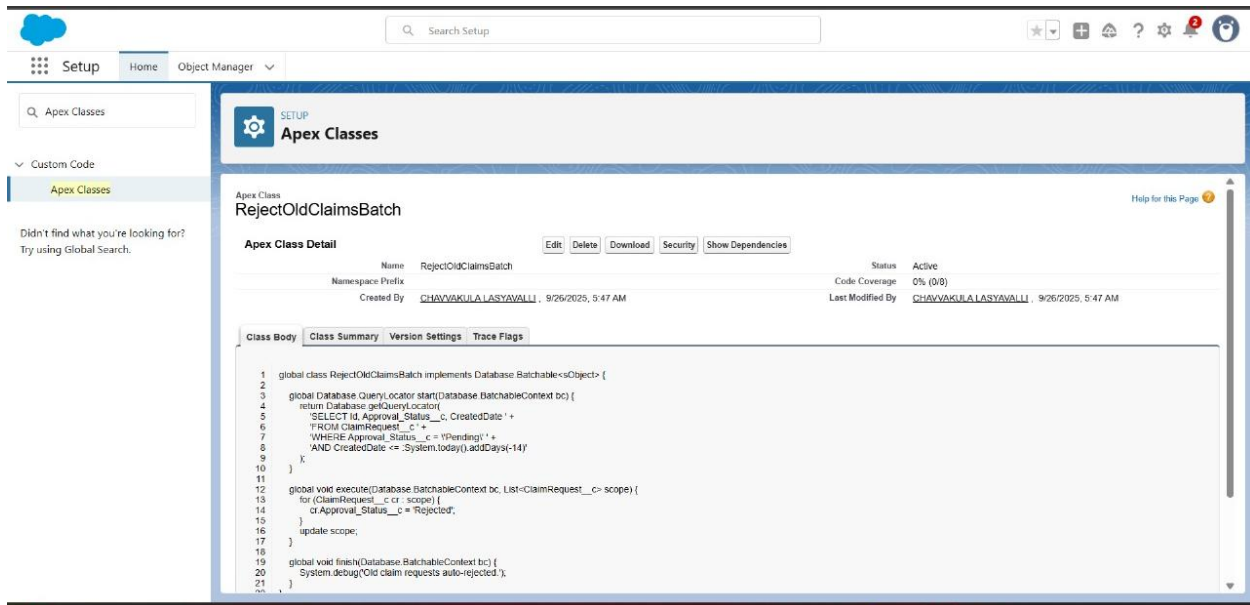 Search Setup
2
Setup
Home
Object Manager
Apex Classes
Custom Code
Apex Classes
Didn't find what you're looking for?
Try using Global Search.
SETUP
Apex Classes
Apex Class
RejectOldClaimsBatch
Help for this Page
Apex Class Detail
Edit Delete Download Security Show Dependencies
Name RejectOldClaimsBatch Status Active
Namespace Prefix Code Coverage 0% (0/8)
Created By CHAVVAKULA LASYAVALLI , 9/26/2025, 5:47 AM Last Modified By CHAVVAKULA LASYAVALLI , 9/26/2025, 5:47 AM
Class Body Class Summary Version Settings Trace Flags
1 global class RejectOldClaimsBatch implements Database.Batchable<sObject> {
2
3 global Database.QueryLocator start(Database.BatchableContext bc) {
4 return Database.getQueryLocator(
5 'SELECT Id, Approval_Status__c, CreatedDate ' +
6 'FROM ClaimRequest__c ' +
7 'WHERE Approval_Status__c = \'Pending\' ' +
8 'AND CreatedDate <= :System.today().addDays(-14)'
9 );
10 }
11
12 global void execute(Database.BatchableContext bc, List<ClaimRequest__c> scope) {
13 for (ClaimRequest__c cr : scope) {
14 cr.Approval_Status__c = 'Rejected';
15 }
16 update scope;
17 }
18
19 global void finish(Database.BatchableContext bc) {
20 System.debug('Old claim requests auto-rejected.');
21 }